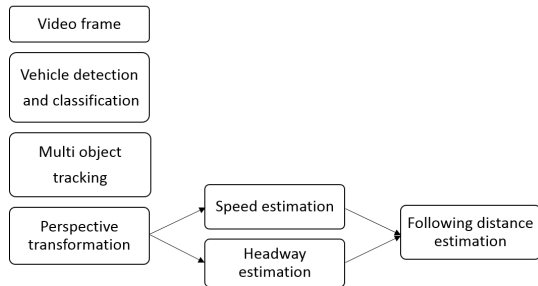 Video frame
Vehicle detection
and classification
Multi object
tracking
Perspective
transformation
Speed estimation
Headway
estimation
Following distance
estimation